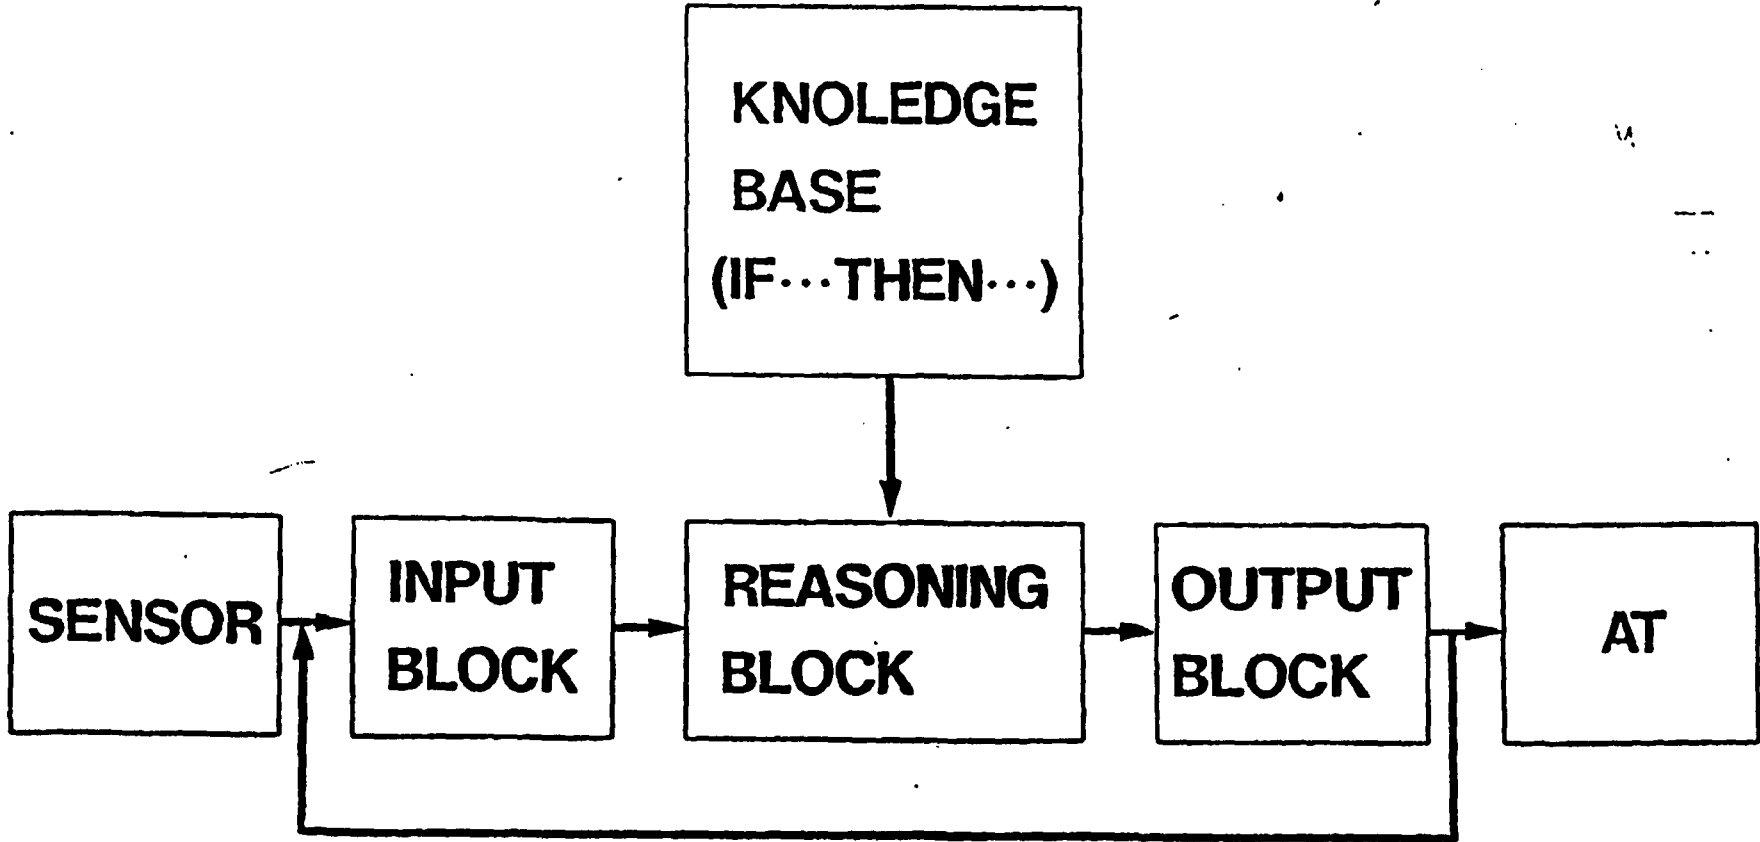 KNOLEDGE
BASE
(IF···THEN···)
SENSOR
INPUT
BLOCK
REASONING
BLOCK
OUTPUT
BLOCK
AT